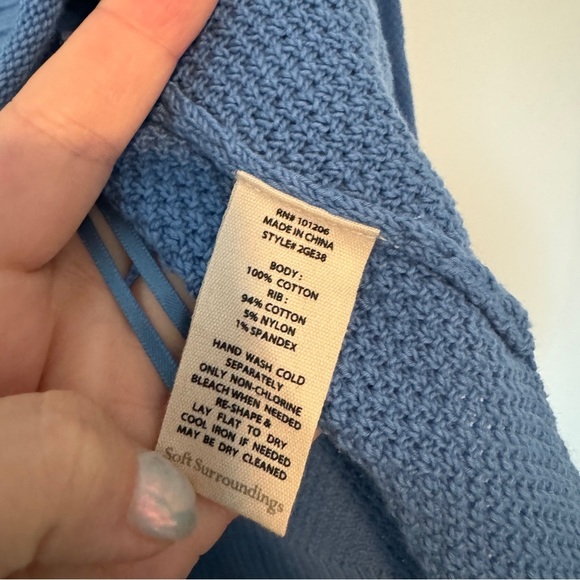 RN# 101206
MADE IN CHINA
STYLE# 2GE38
BODY :
100% COTTON
RIB :
94% COTTON
5% NYLON
1% SPANDEX
HAND WASH COLD
SEPARATELY
ONLY NON-CHLORINE
BLEACH WHEN NEEDED
RE-SHAPE &
LAY FLAT TO DRY
COOL IRON IF NEEDED
MAY BE DRY CLEANED
Soft Surroundings